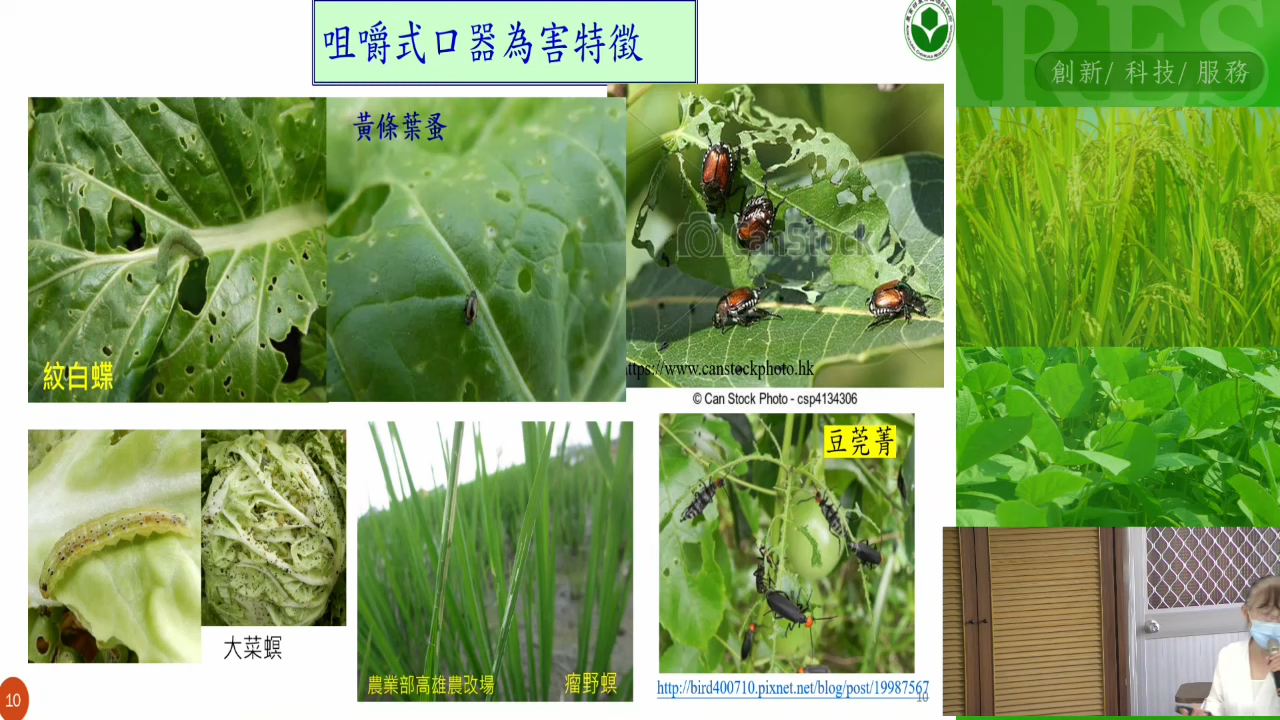 咀嚼式口器為害特徵
創新/ 科技/ 服務
黃條葉蚤
紋白蝶
CanStock
https://www.canstockphoto.hk
© Can Stock Photo - csp4134306
豆芫菁
大菜螟
農業部高雄農改場
瘤野螟
http://bird400710.pixnet.net/blog/post/19987567
10
10